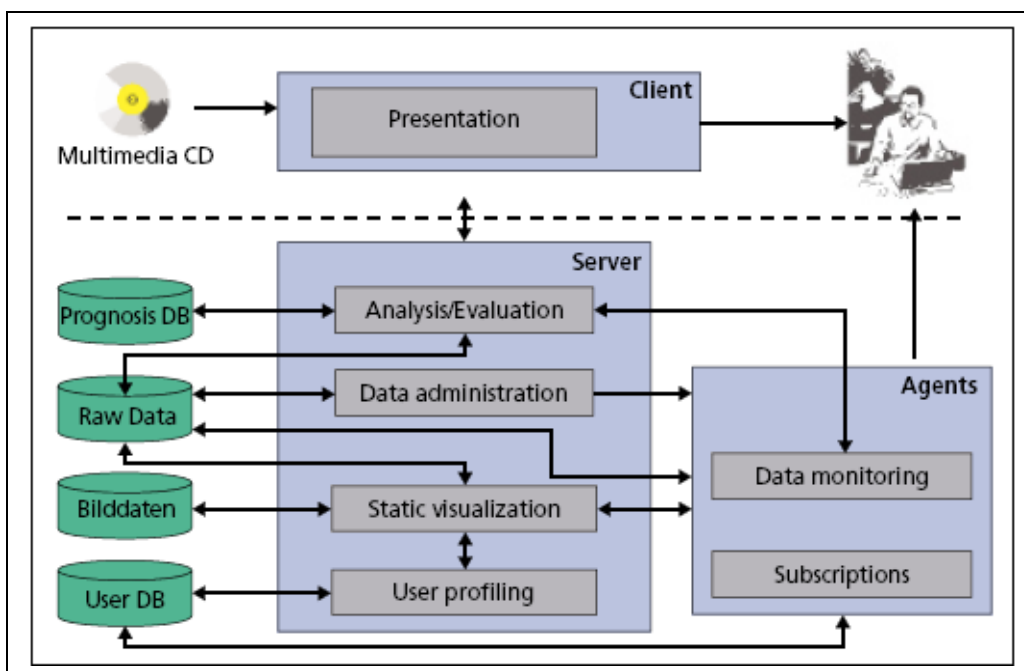 Client
Presentation
Multimedia CD
Server
Prognosis DB
Analysis/Evaluation
Raw Data
Data administration
Agents
Data monitoring
Bilddaten
Static visualization
Subscriptions
User DB
User profiling